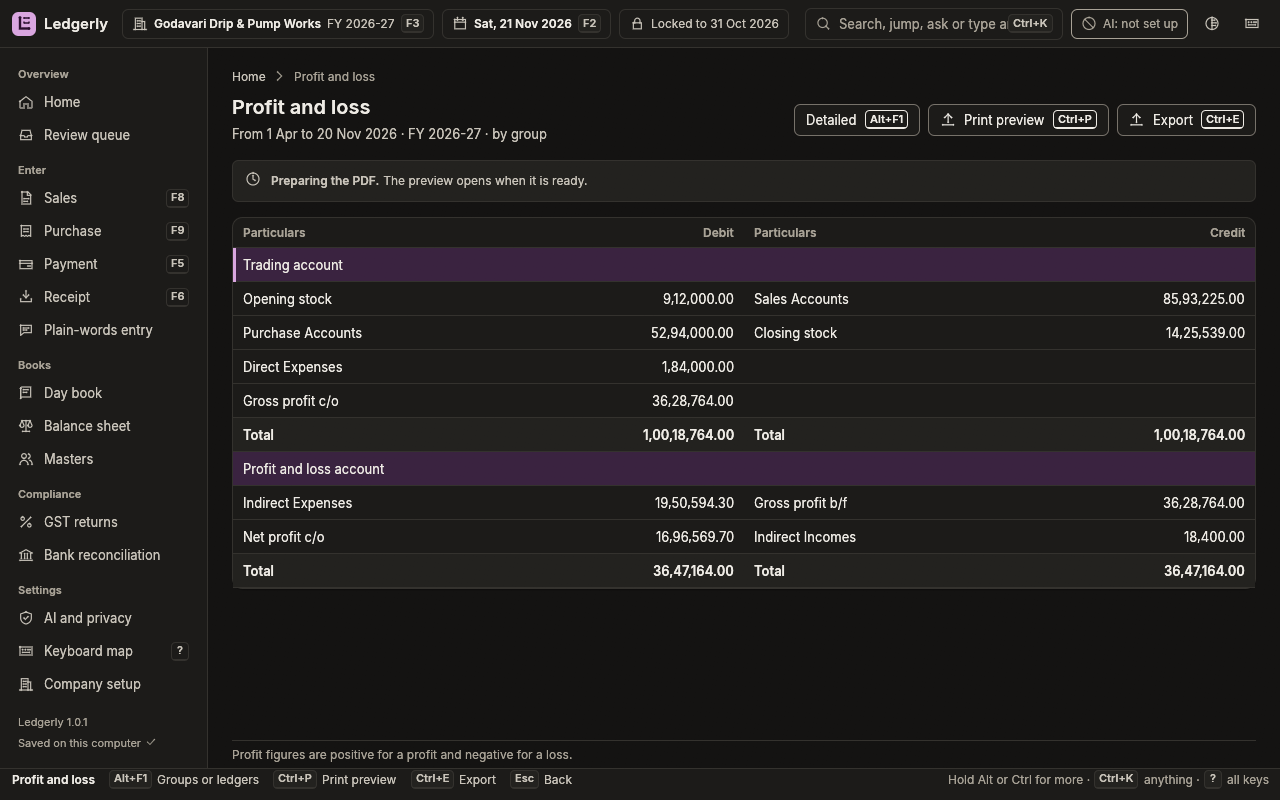 Ledgerly
Godavari Drip & Pump Works FY 2026-27 F3
Sat, 21 Nov 2026 F2
Locked to 31 Oct 2026
Search, jump, ask or type a Ctrl+K
AI: not set up
Overview
Home
Review queue
Enter
Sales F8
Purchase F9
Payment F5
Receipt F6
Plain-words entry
Books
Day book
Balance sheet
Masters
Compliance
GST returns
Bank reconciliation
Settings
AI and privacy
Keyboard map ?
Company setup
Ledgerly 1.0.1
Saved on this computer
Home > Profit and loss
Profit and loss
From 1 Apr to 20 Nov 2026 · FY 2026-27 · by group
Detailed Alt+F1
Print preview Ctrl+P
Export Ctrl+E
Preparing the PDF. The preview opens when it is ready.
Particulars Debit Particulars Credit
Trading account
Opening stock 9,12,000.00 Sales Accounts 85,93,225.00
Purchase Accounts 52,94,000.00 Closing stock 14,25,539.00
Direct Expenses 1,84,000.00
Gross profit c/o 36,28,764.00
Total 1,00,18,764.00 Total 1,00,18,764.00
Profit and loss account
Indirect Expenses 19,50,594.30 Gross profit b/f 36,28,764.00
Net profit c/o 16,96,569.70 Indirect Incomes 18,400.00
Total 36,47,164.00 Total 36,47,164.00
Profit figures are positive for a profit and negative for a loss.
Profit and loss Alt+F1 Groups or ledgers Ctrl+P Print preview Ctrl+E Export Esc Back
Hold Alt or Ctrl for more · Ctrl+K anything · ? all keys